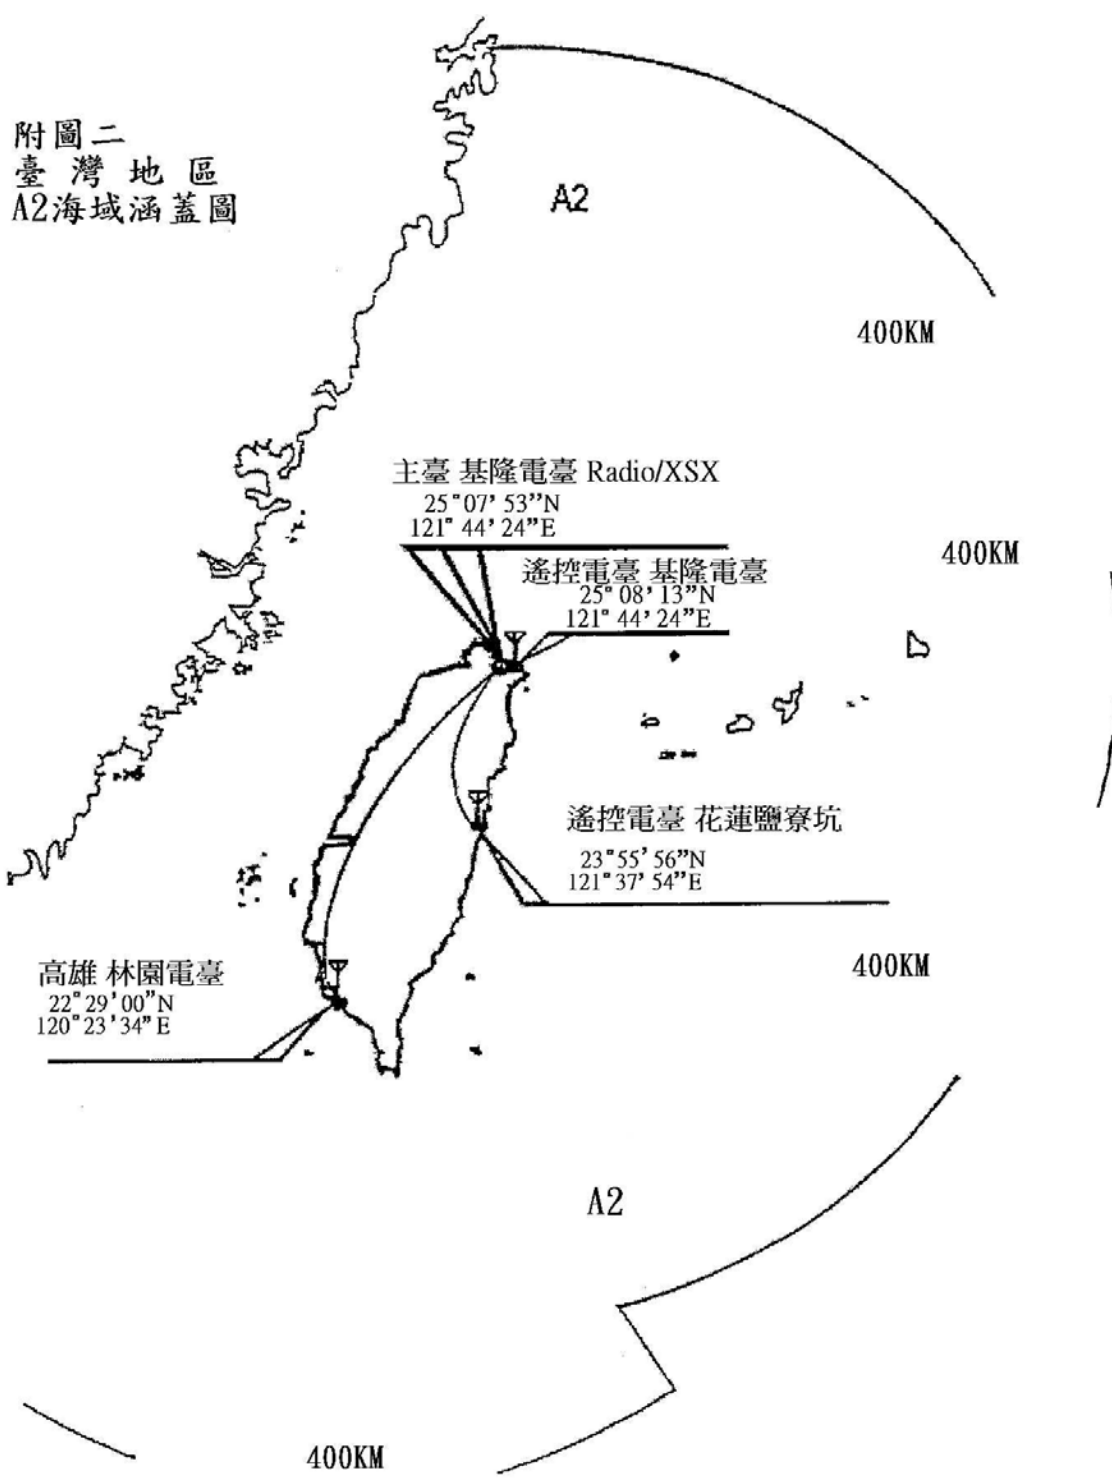 附圖二
臺灣地區
A2海域涵蓋圖
A2
400KM
主臺 基隆電臺 Radio/XSX
25°07’53”N
121°44’24”E
400KM
遙控電臺 基隆電臺
25°08’13”N
121°44’24”E
遙控電臺 花蓮鹽寮坑
23°55’56”N
121°37’54”E
高雄 林園電臺
22°29’00”N
120°23’34”E
400KM
A2
400KM